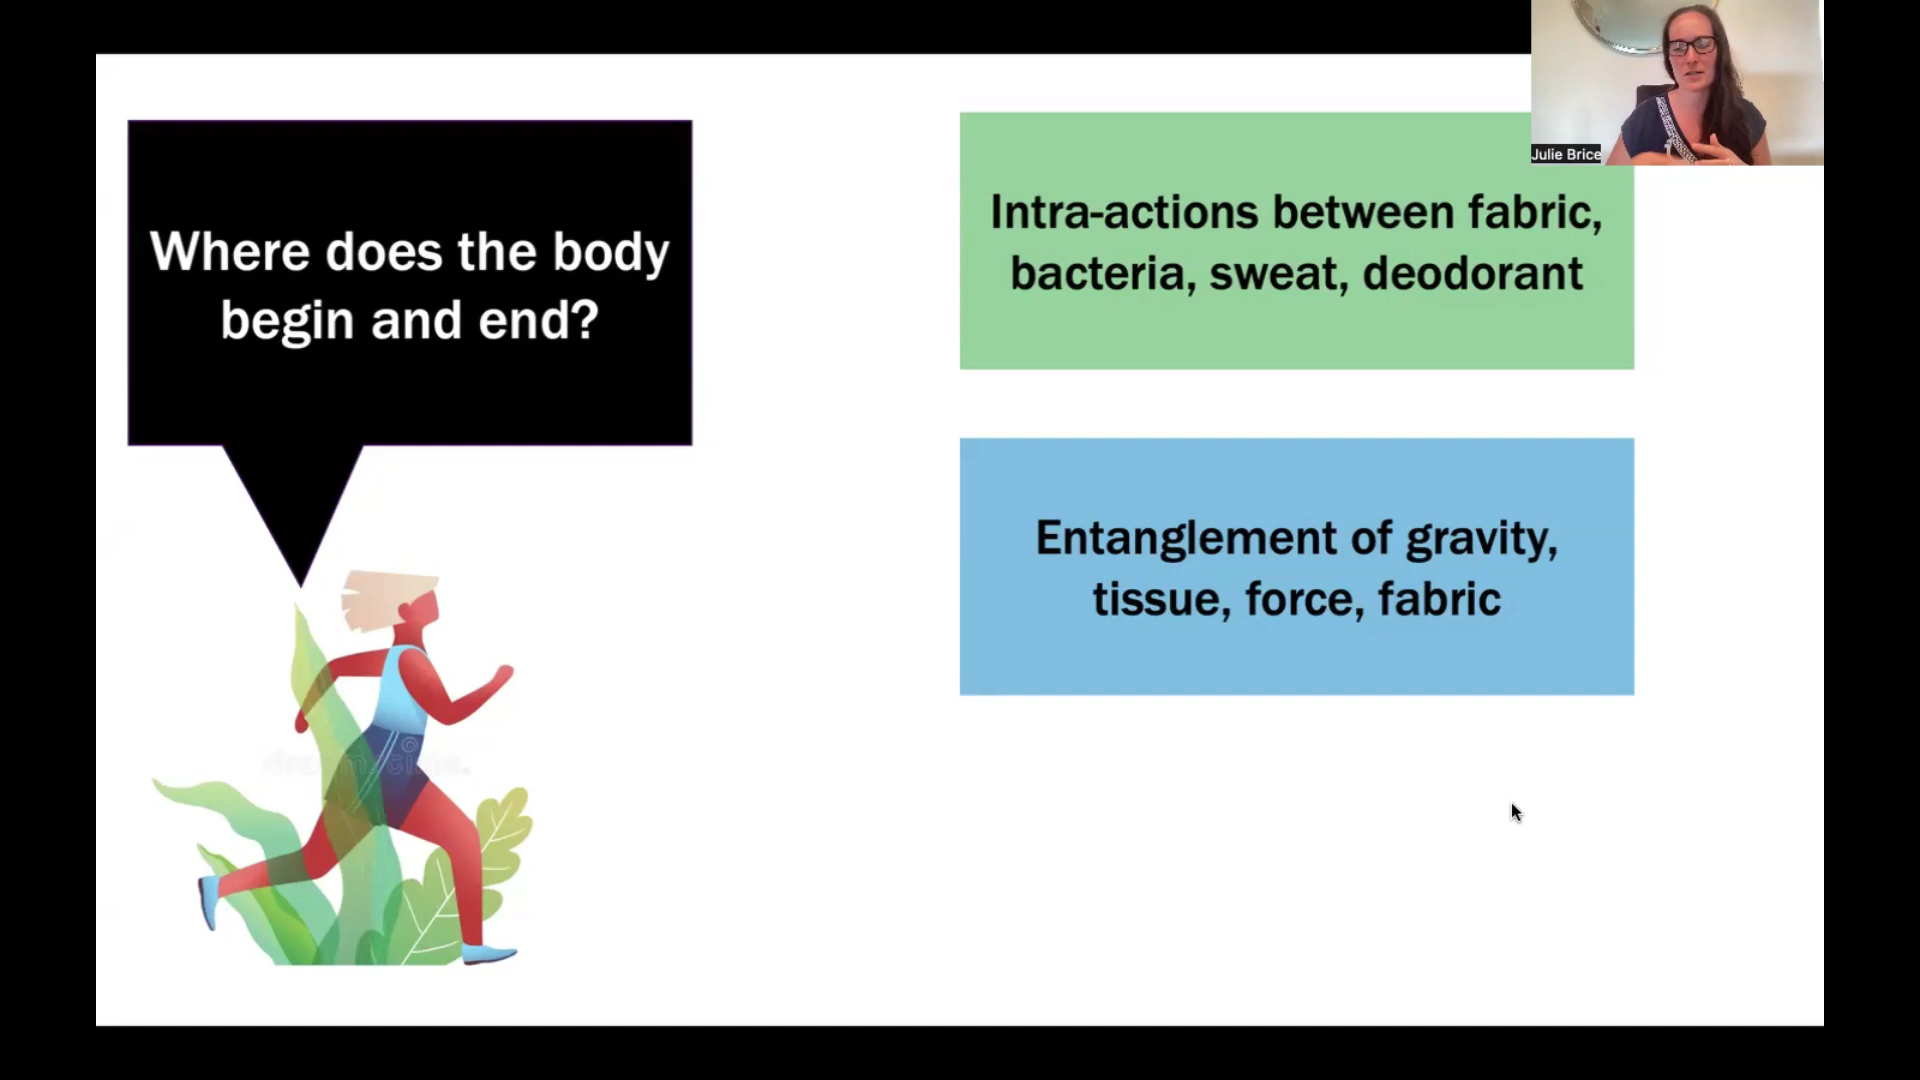 Where does the body
begin and end?
Intra-actions between fabric,
bacteria, sweat, deodorant
Entanglement of gravity,
tissue, force, fabric
Julie Brice